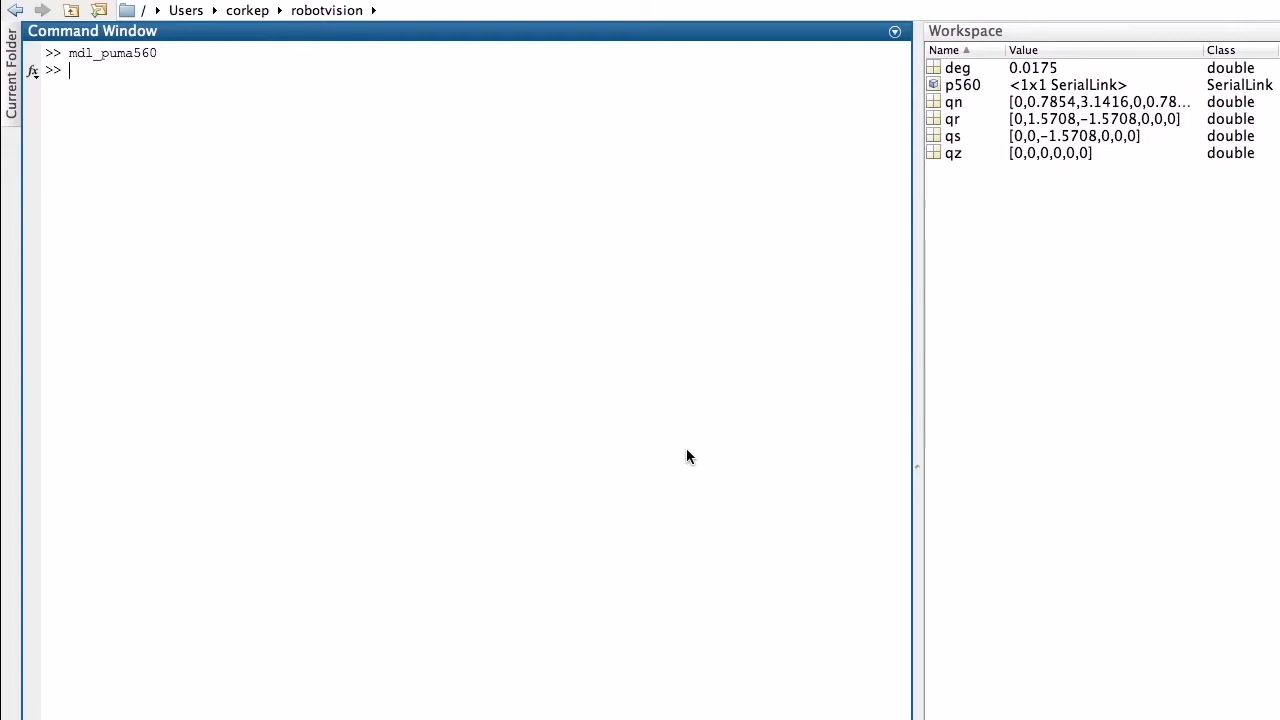 / ▸ Users ▸ corkep ▸ robotvision ▸
Current Folder
Command Window
>> mdl_puma560
fx >>
Workspace
Name Value Class
deg 0.0175 double
p560 <1x1 SerialLink> SerialLink
qn [0,0.7854,3.1416,0,0.78... double
qr [0,1.5708,-1.5708,0,0,0] double
qs [0,0,-1.5708,0,0,0] double
qz [0,0,0,0,0,0] double